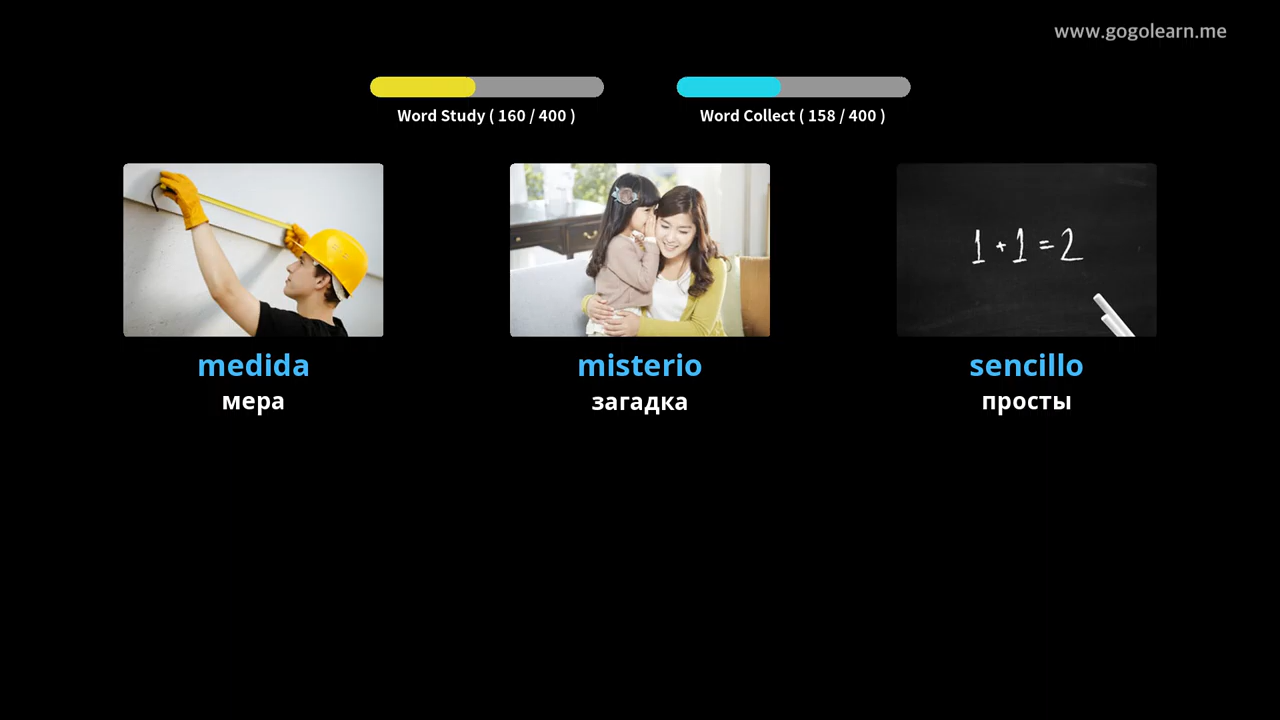 www.gogolearn.me
Word Study ( 160 / 400 )
Word Collect ( 158 / 400 )
1 + 1 = 2
medida
мера
misterio
загадка
sencillo
просты